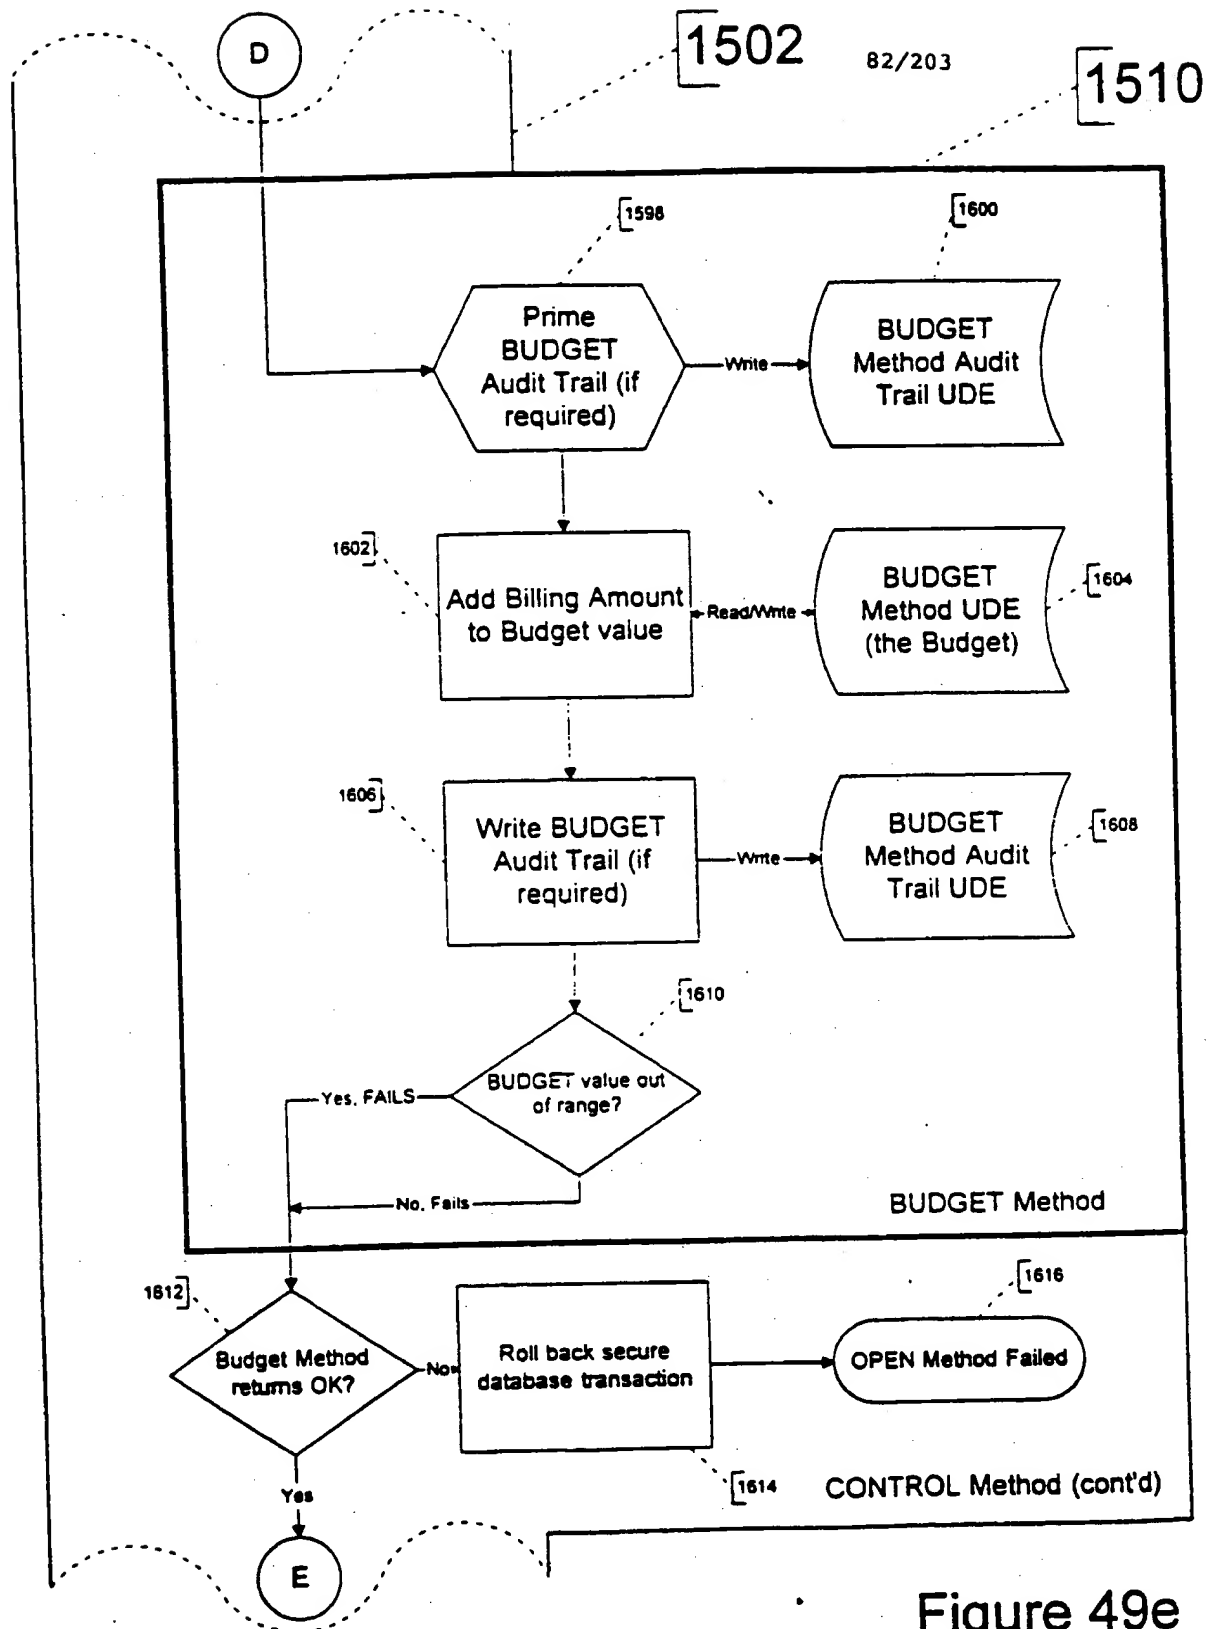 D
1502
82/203
1510
1598
1600
Prime
BUDGET
Audit Trail (if
required)
Write
BUDGET
Method Audit
Trail UDE
1602
Add Billing Amount
to Budget value
Read/Write
BUDGET
Method UDE
(the Budget)
1604
1606
Write BUDGET
Audit Trail (if
required)
Write
BUDGET
Method Audit
Trail UDE
1608
1610
BUDGET value out
of range?
Yes, FAILS
No, Fails
BUDGET Method
1612
1616
Budget Method
returns OK?
No
Roll back secure
database transaction
OPEN Method Failed
1614
CONTROL Method (cont'd)
Yes
E
Figure 49e